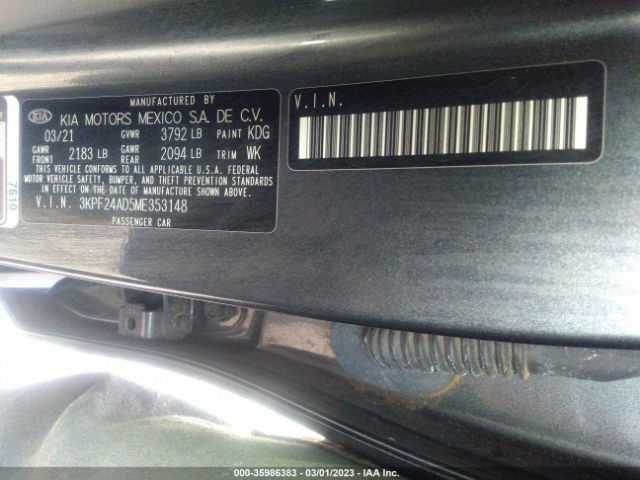 MANUFACTURED BY
KIA KIA MOTORS MEXICO S.A. DE C.V.
03/21 GVWR 3792 LB PAINT KDG
GAWR FRONT 2183 LB GAWR REAR 2094 LB TRIM WK
THIS VEHICLE CONFORMS TO ALL APPLICABLE U.S.A. FEDERAL
MOTOR VEHICLE SAFETY, BUMPER, AND THEFT PREVENTION STANDARDS
IN EFFECT ON THE DATE OF MANUFACTURE SHOWN ABOVE.
V.I.N. 3KPF24AD5ME353148
PASSENGER CAR
V.I.N.
7610
000-35986383 — 03/01/2023 — IAA Inc.